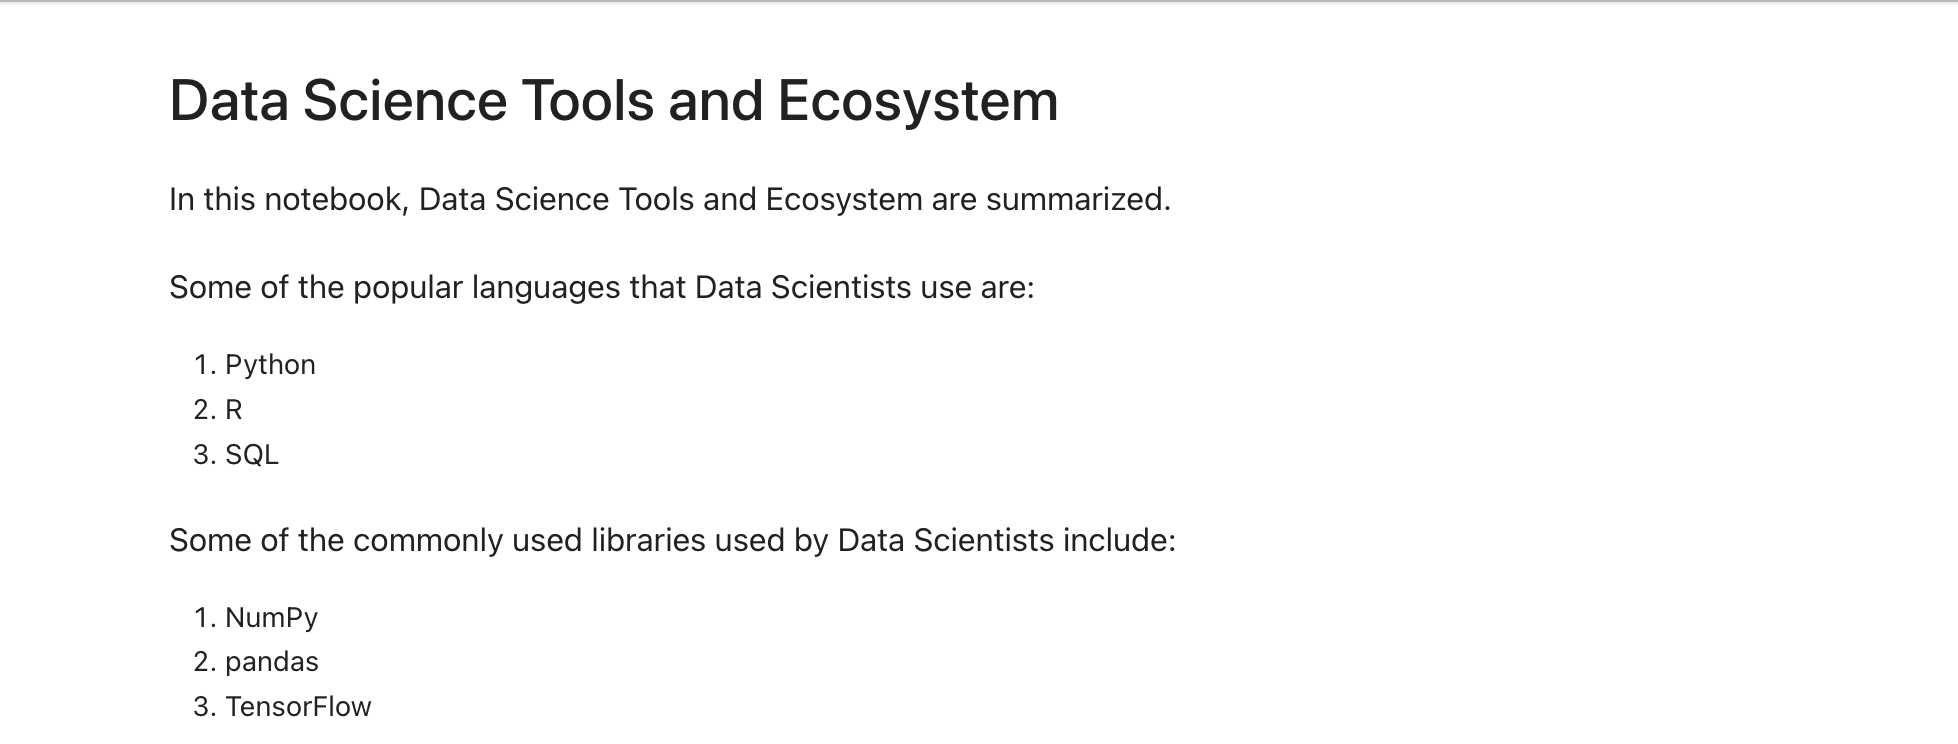 Data Science Tools and Ecosystem
In this notebook, Data Science Tools and Ecosystem are summarized.
Some of the popular languages that Data Scientists use are:
1. Python
2. R
3. SQL
Some of the commonly used libraries used by Data Scientists include:
1. NumPy
2. pandas
3. TensorFlow